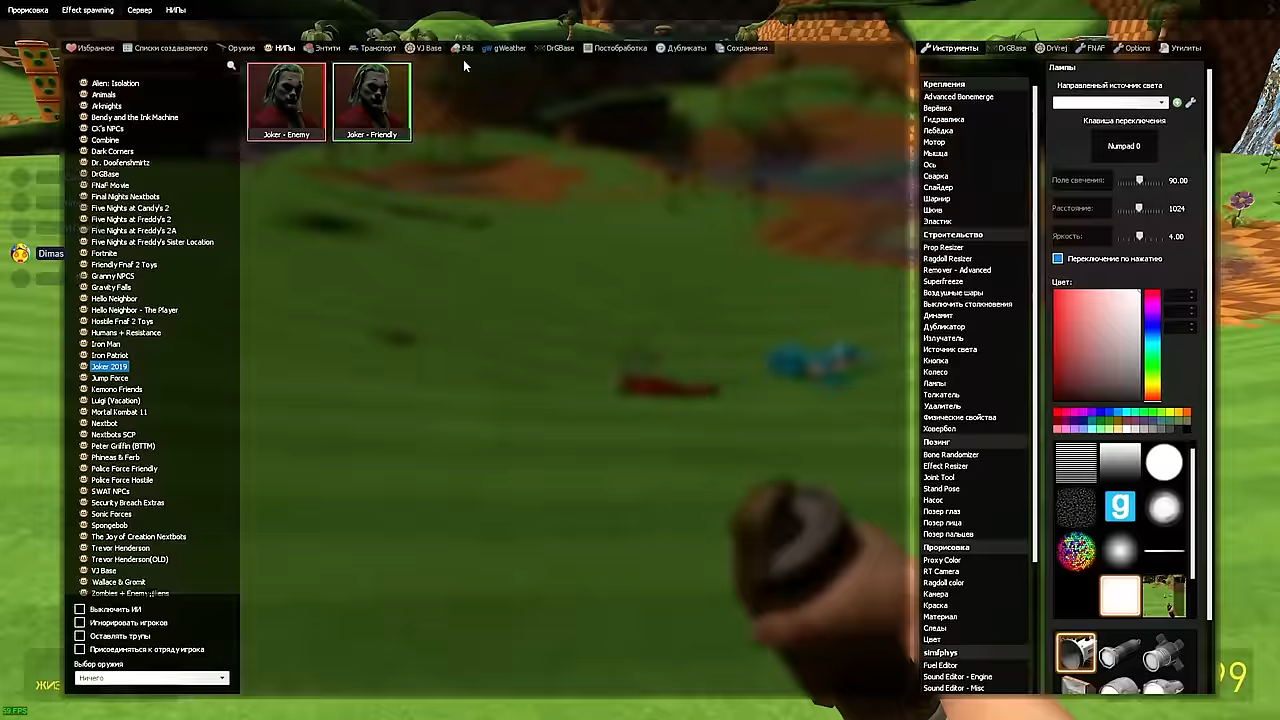 Прорисовка Effect spawning Сервер НИПы
Избранное Списки создаваемого Оружие НИПы Энтити Транспорт VJ Base Pills gWeather DrGBase Постобработка Дубликаты Сохранения
Инструменты DrGBase DrVrej FNAF Options Утилиты
Alien: Isolation
Animals
Arknights
Bendy and the Ink Machine
CK's NPCs
Combine
Dark Corners
Dr. Doofenshmirtz
DrGBase
FNaF Movie
Final Nights Nextbots
Five Nights at Candy's 2
Five Nights at Freddy's 2
Five Nights at Freddy's 2A
Five Nights at Freddy's Sister Location
Fortnite
Friendly Fnaf 2 Toys
Granny NPCS
Gravity Falls
Hello Neighbor
Hello Neighbor - The Player
Hostile Fnaf 2 Toys
Humans + Resistance
Iron Man
Iron Patriot
Joker 2019
Jump Force
Kemono Friends
Luigi (Vacation)
Mortal Kombat 11
Nextbot
Nextbots SCP
Peter Griffin (BTTM)
Phineas & Ferb
Police Force Friendly
Police Force Hostile
SWAT NPCs
Security Breach Extras
Sonic Forces
Spongebob
The Joy of Creation Nextbots
Trevor Henderson
Trevor Henderson(OLD)
VJ Base
Wallace & Gromit
Выключить ИИ
Игнорировать игроков
Оставлять трупы
Присоединяться к отряду игрока
Выбор оружия
Ничего
Joker - Enemy
Joker - Friendly
Dimas
Крепления
Advanced Bonemerge
Верёвка
Гидравлика
Лебёдка
Мотор
Мышца
Ось
Сварка
Слайдер
Шарнир
Шкив
Эластик
Строительство
Prop Resizer
Ragdoll Resizer
Remover - Advanced
Superfreeze
Воздушные шары
Выключить столкновения
Динамит
Дубликатор
Излучатель
Источник света
Кнопка
Колесо
Лампы
Толкатель
Удалитель
Физические свойства
Ховербол
Позинг
Bone Randomizer
Effect Resizer
Joint Tool
Stand Pose
Насос
Позер глаз
Позер лица
Позер пальцев
Прорисовка
Proxy Color
RT Camera
Ragdoll color
Камера
Краска
Материал
Следы
Цвет
simfphys
Fuel Editor
Sound Editor - Engine
Sound Editor - Misc
Лампы
Направленный источник света
Клавиша переключения
Numpad 0
Поле свечения: 90.00
Расстояние: 1024
Яркость: 4.00
Переключение по нажатию
Цвет:
g
99
59 FPS